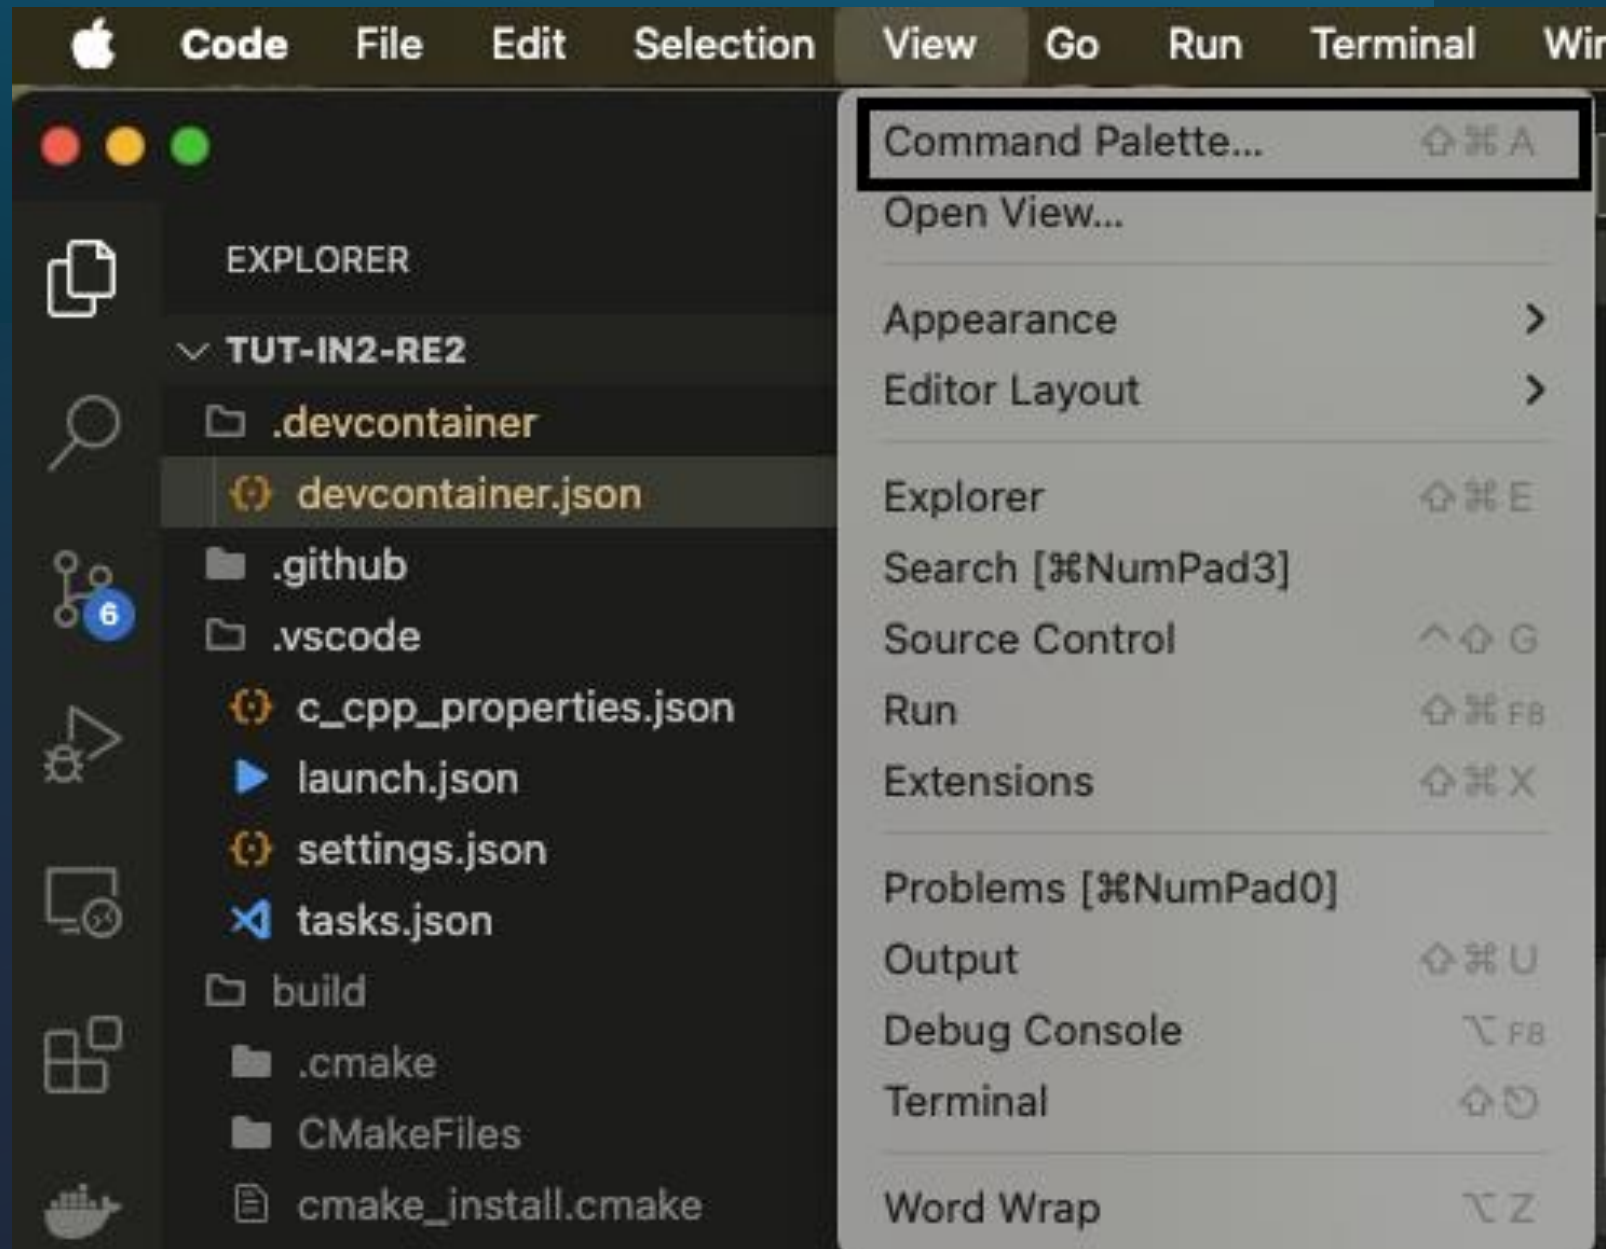 Code File Edit Selection View Go Run Terminal
EXPLORER
TUT-IN2-RE2
.devcontainer
devcontainer.json
.github
.vscode
c_cpp_properties.json
launch.json
settings.json
tasks.json
build
.cmake
CMakeFiles
cmake_install.cmake
6
Command Palette... ⇧⌘A
Open View...
Appearance
Editor Layout
Explorer ⇧⌘E
Search [⌘NumPad3]
Source Control ^⇧G
Run ⇧⌘F8
Extensions ⇧⌘X
Problems [⌘NumPad0]
Output ⇧⌘U
Debug Console ⌥F8
Terminal ⇧⎋
Word Wrap ⌥Z